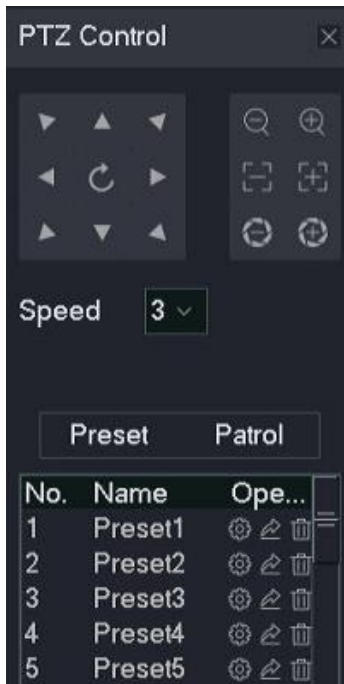 PTZ Control
Speed 3
Preset Patrol
No. Name Ope...
1 Preset1
2 Preset2
3 Preset3
4 Preset4
5 Preset5